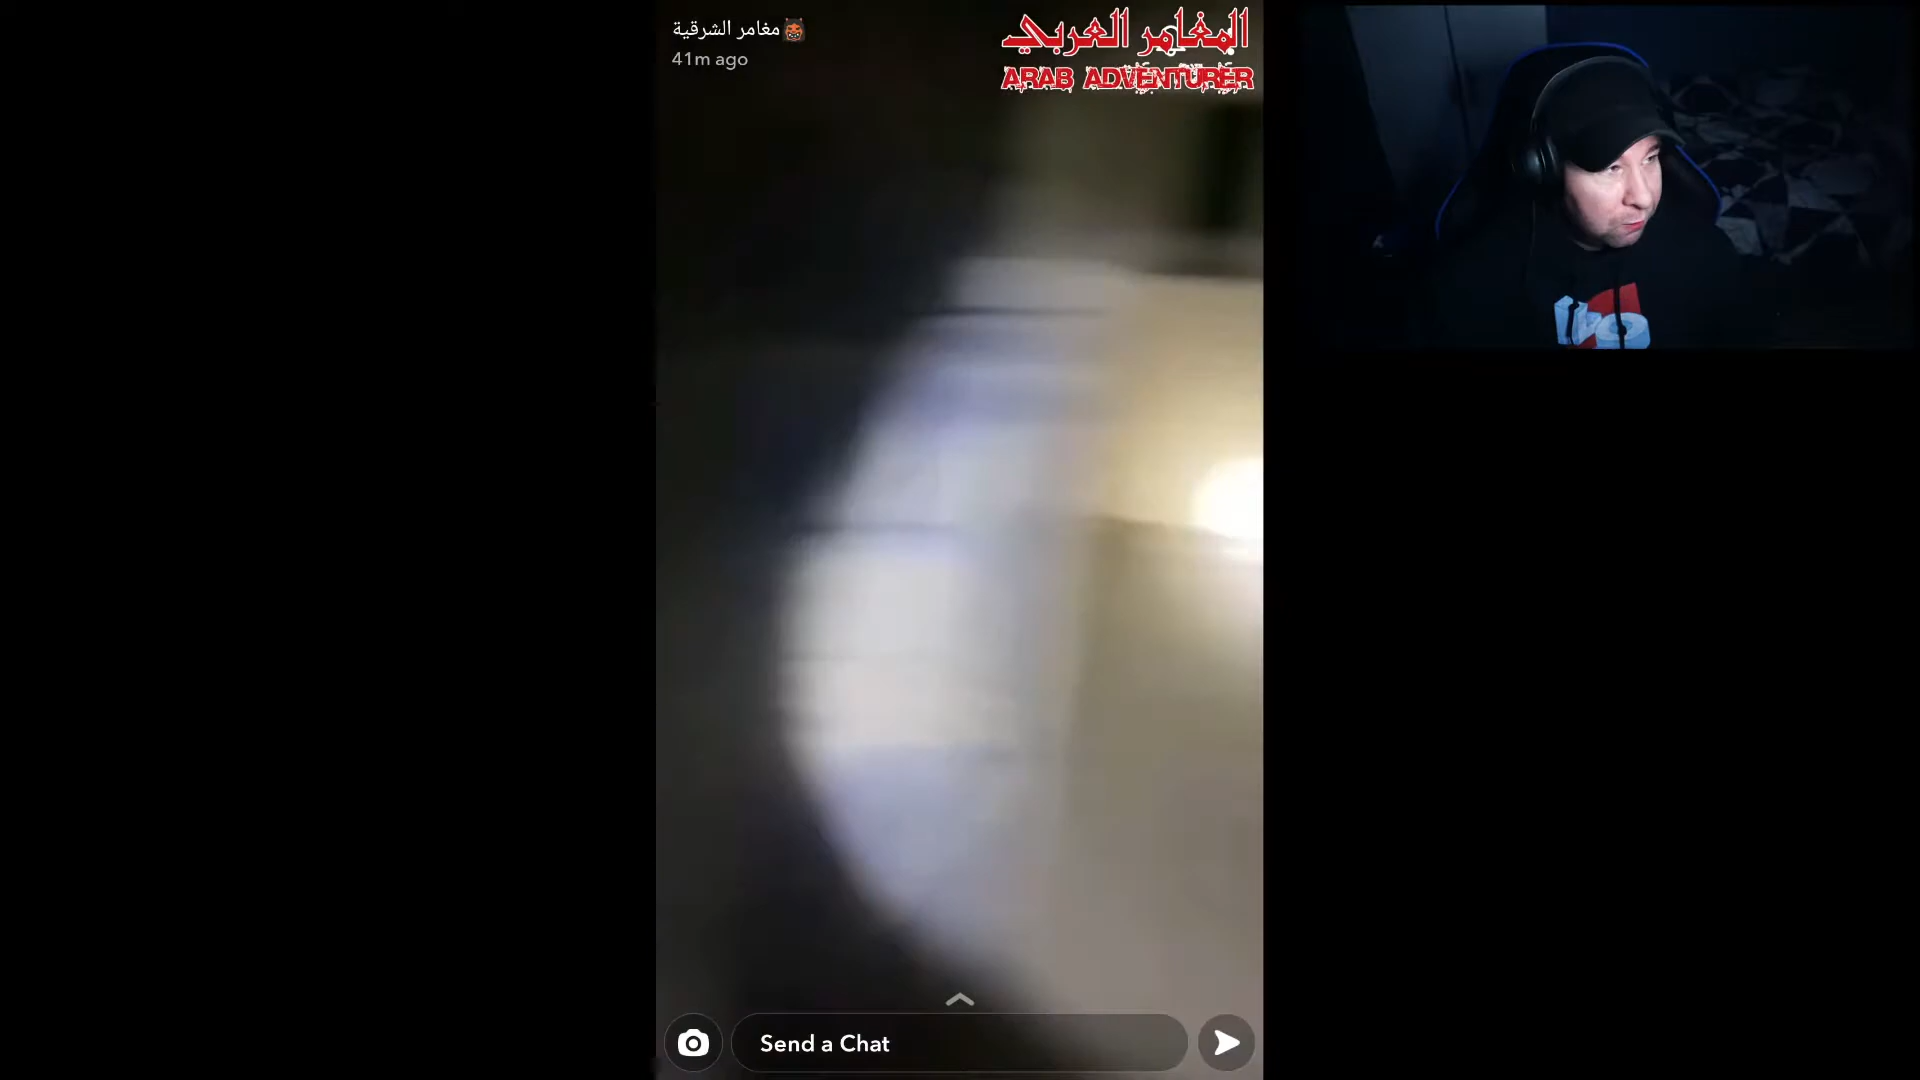 مغامر الشرقية
41m ago
المغامر العربي
ARAB ADVENTURER
Send a Chat